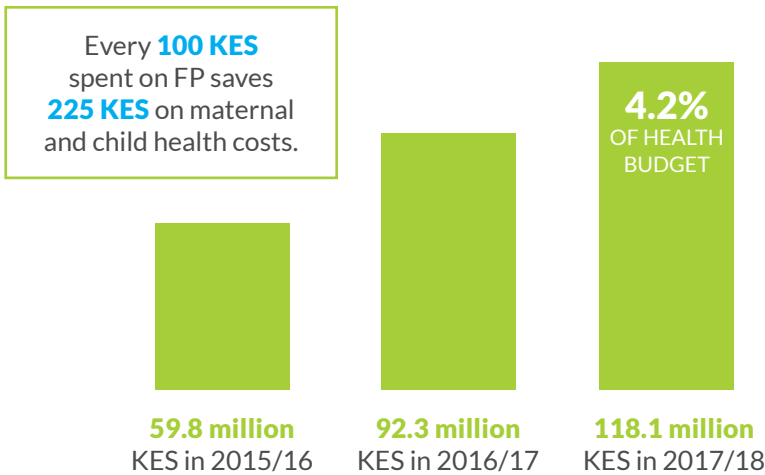 Every 100 KES
spent on FP saves
225 KES on maternal
and child health costs.
4.2%
OF HEALTH
BUDGET
59.8 million
KES in 2015/16
92.3 million
KES in 2016/17
118.1 million
KES in 2017/18